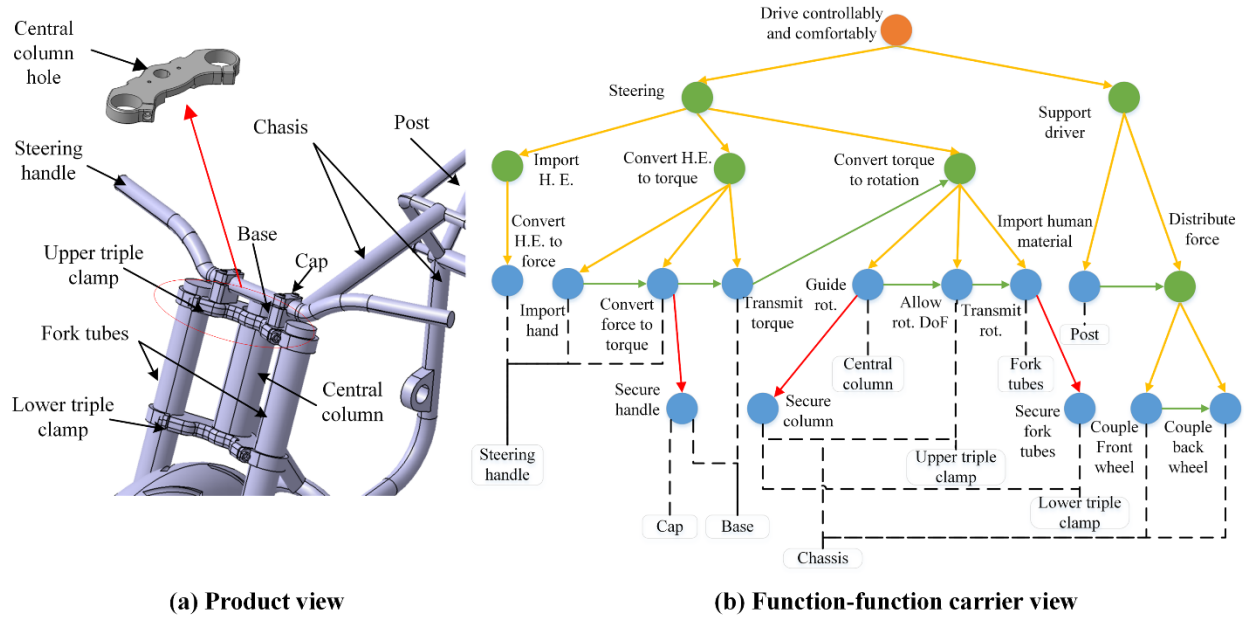 Central
column
hole
Steering
handle
Chasis
Post
Upper triple
clamp
Base
Cap
Fork tubes
Central
column
Lower triple
clamp
(a) Product view
Drive controllably
and comfortably
Steering
Support
driver
Import
H. E.
Convert H.E.
to torque
Convert torque
to rotation
Import human
material
Distribute
force
Convert
H.E. to
force
Import
hand
Convert
force to
torque
Transmit
torque
Guide
rot.
Allow
rot. DoF
Transmit
rot.
Post
Central
column
Fork
tubes
Secure
handle
Secure
column
Secure
fork
tubes
Couple
Front
wheel
Couple
back
wheel
Steering
handle
Upper triple
clamp
Lower triple
clamp
Cap
Base
Chassis
(b) Function-function carrier view